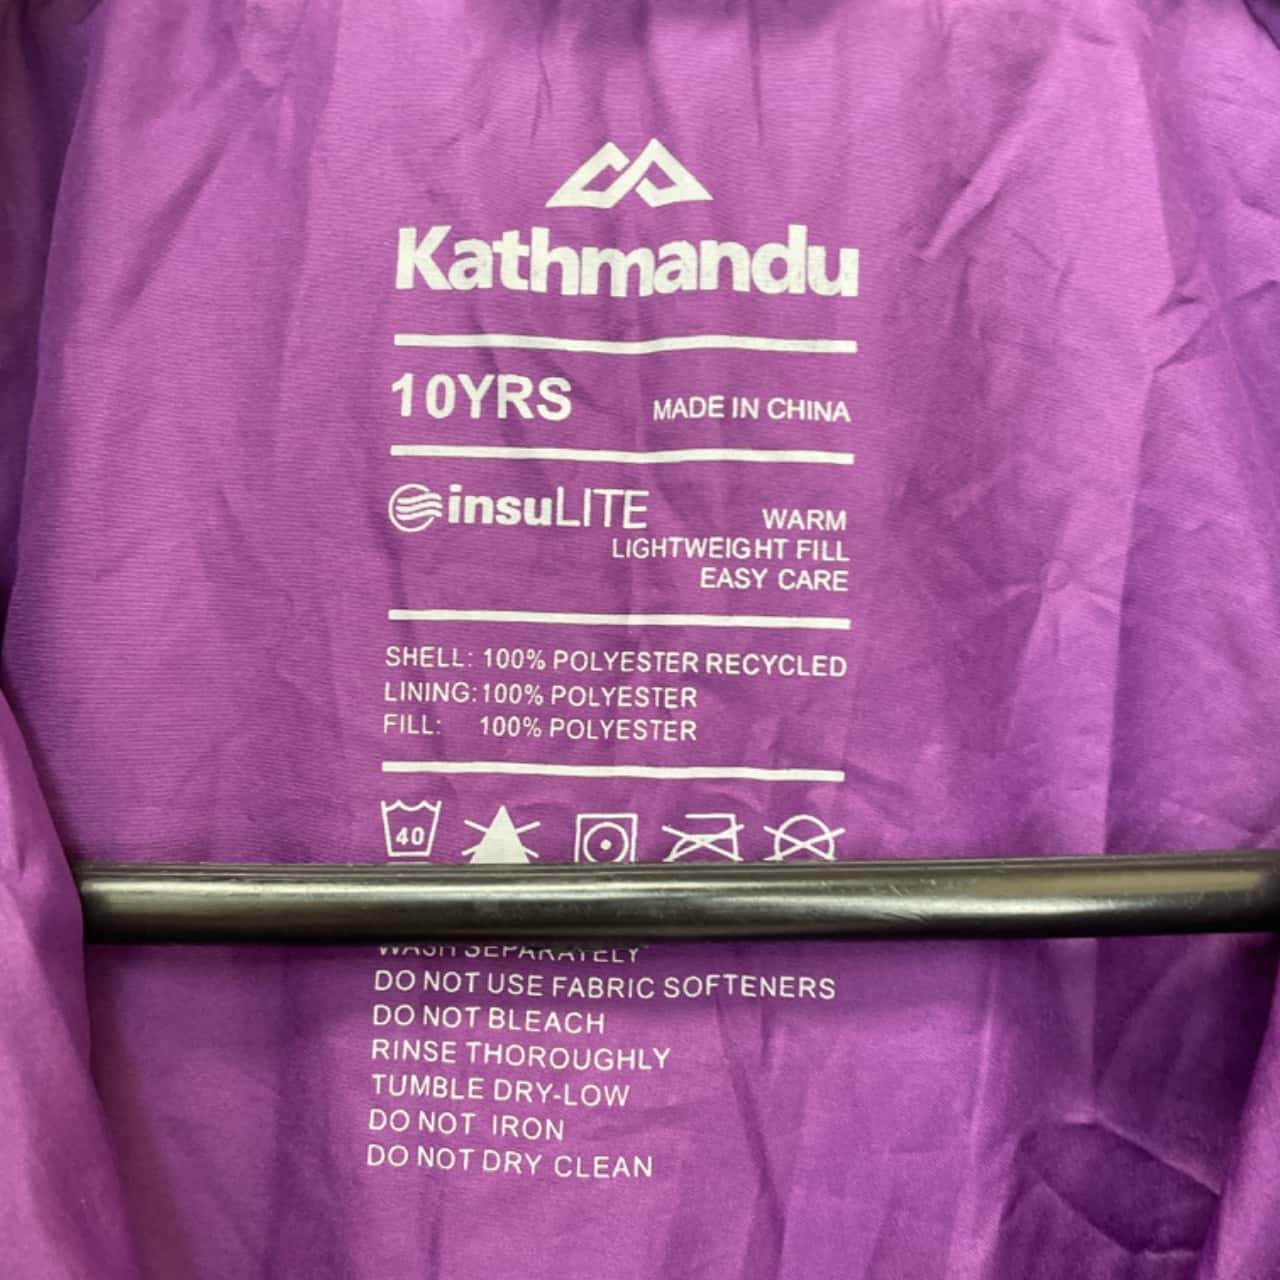 Kathmandu
10YRS MADE IN CHINA
insuLITE WARM
LIGHTWEIGHT FILL
EASY CARE
SHELL: 100% POLYESTER RECYCLED
LINING: 100% POLYESTER
FILL: 100% POLYESTER
40
WASH SEPARATELY
DO NOT USE FABRIC SOFTENERS
DO NOT BLEACH
RINSE THOROUGHLY
TUMBLE DRY-LOW
DO NOT IRON
DO NOT DRY CLEAN